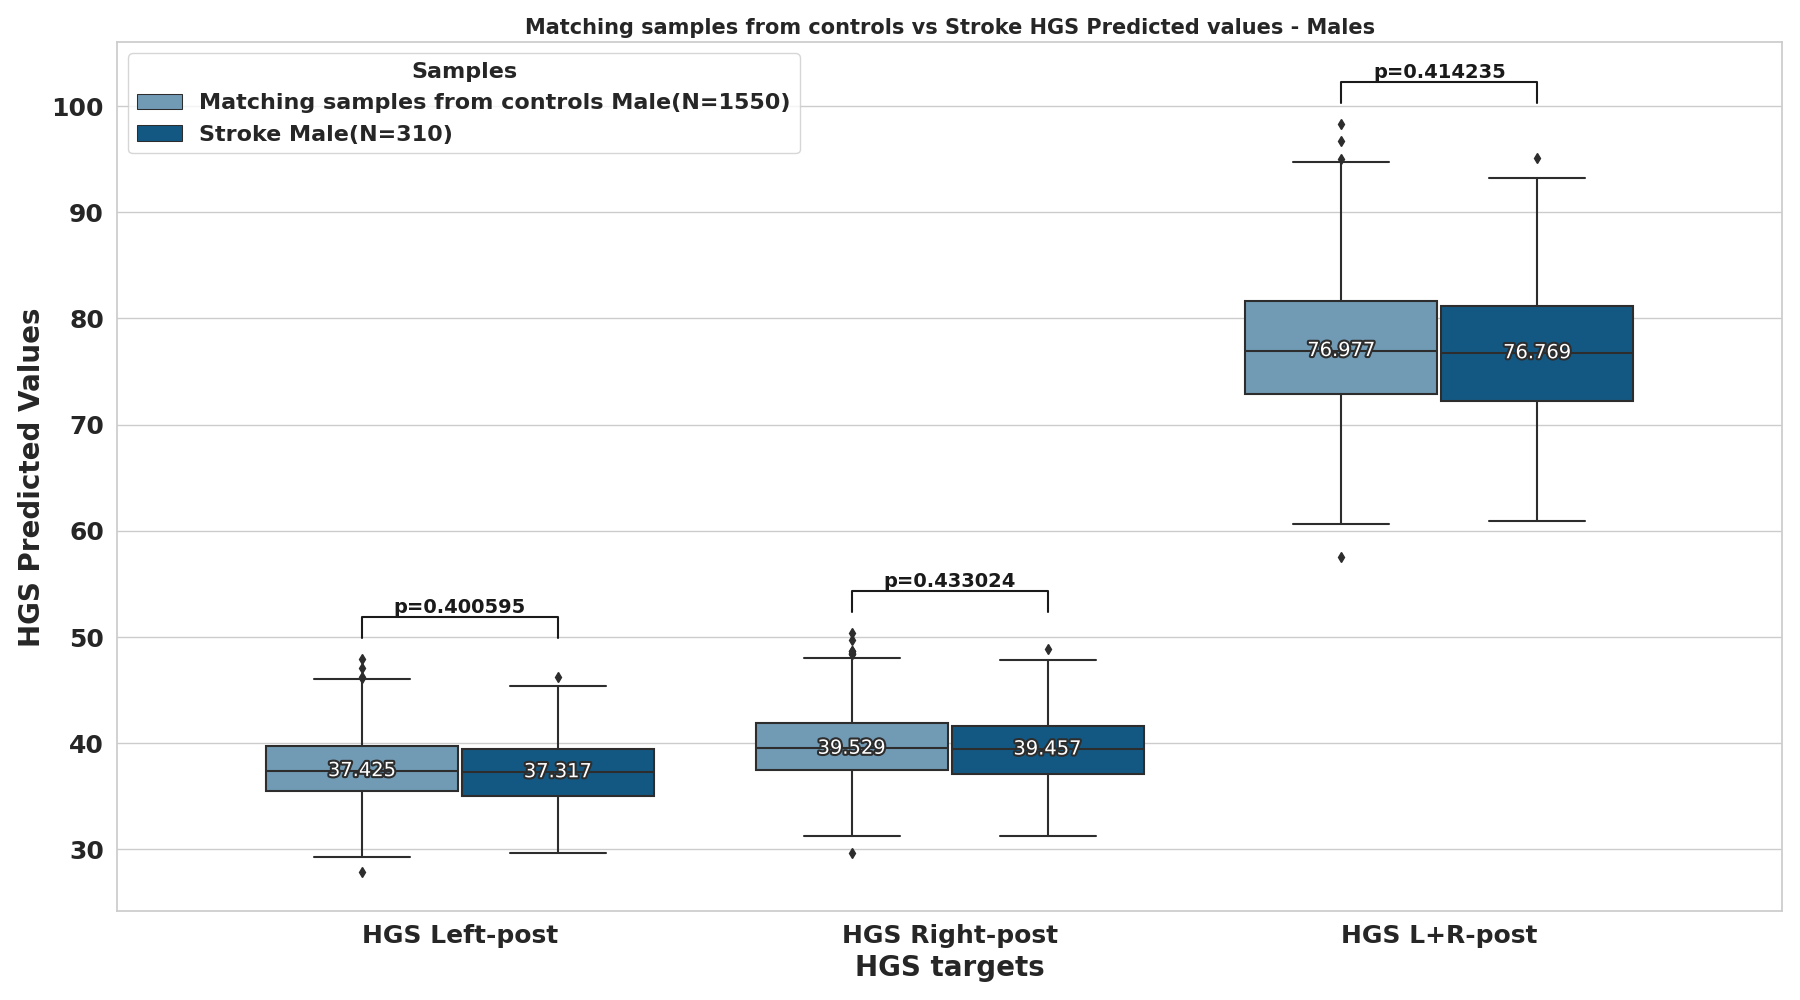 Matching samples from controls vs Stroke HGS Predicted values - Males
Samples
Matching samples from controls Male(N=1550)
Stroke Male(N=310)
HGS Predicted Values
100
90
80
70
60
50
40
30
p=0.400595
p=0.433024
p=0.414235
37.425
37.317
39.529
39.457
76.977
76.769
HGS Left-post
HGS Right-post
HGS L+R-post
HGS targets